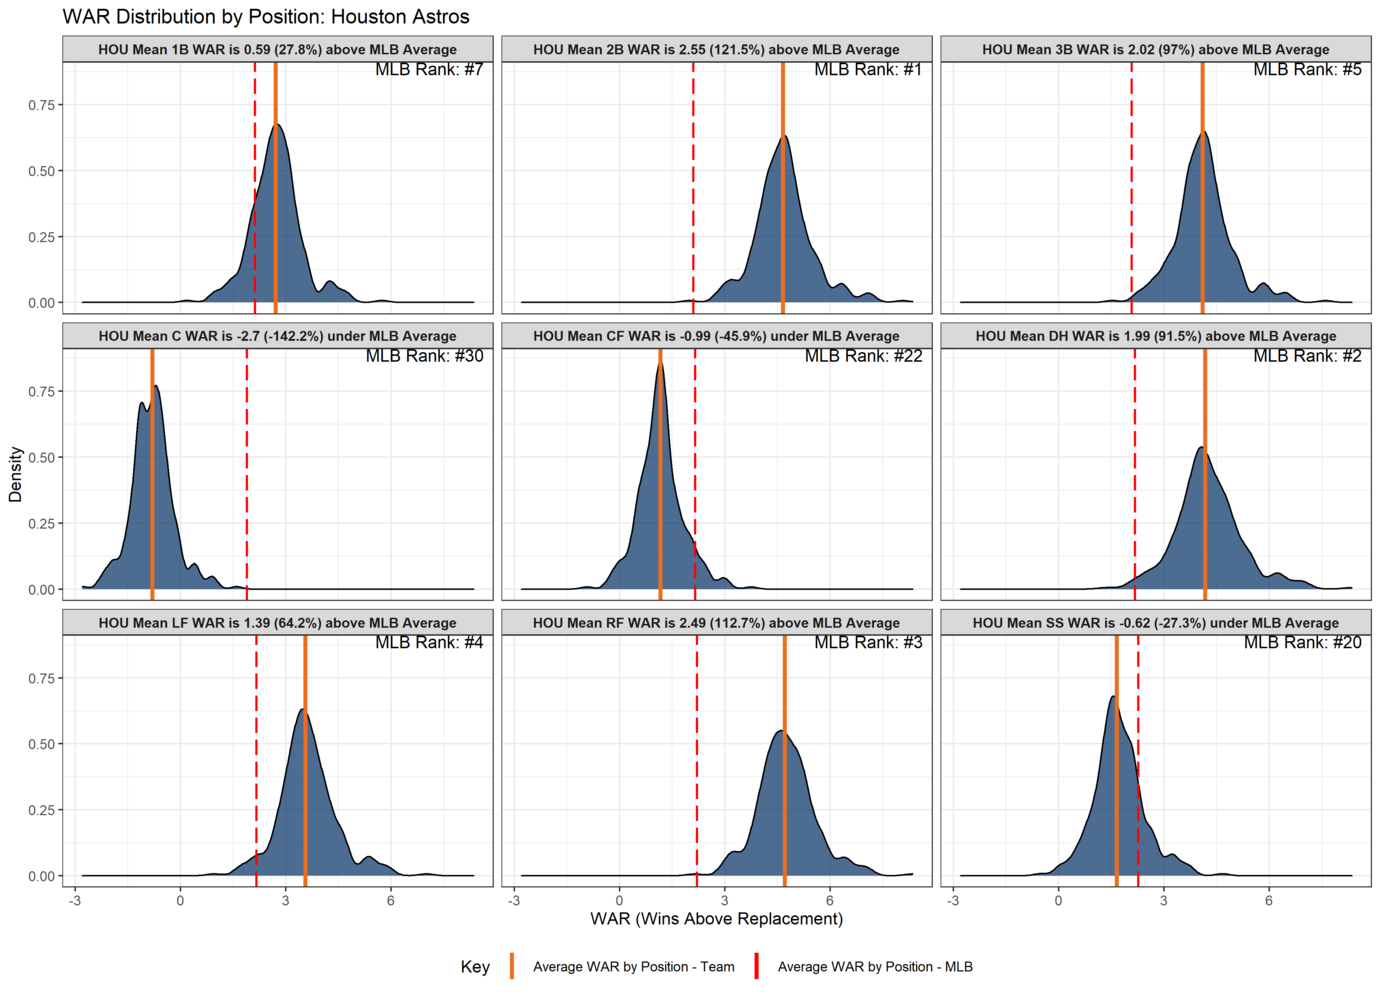 WAR Distribution by Position: Houston Astros
HOU Mean 1B WAR is 0.59 (27.8%) above MLB Average
HOU Mean 2B WAR is 2.55 (121.5%) above MLB Average
HOU Mean 3B WAR is 2.02 (97%) above MLB Average
MLB Rank: #7
MLB Rank: #1
MLB Rank: #5
0.75
0.50
0.25
0.00
HOU Mean C WAR is -2.7 (-142.2%) under MLB Average
HOU Mean CF WAR is -0.99 (-45.9%) under MLB Average
HOU Mean DH WAR is 1.99 (91.5%) above MLB Average
MLB Rank: #30
MLB Rank: #22
MLB Rank: #2
0.75
0.50
0.25
0.00
Density
HOU Mean LF WAR is 1.39 (64.2%) above MLB Average
HOU Mean RF WAR is 2.49 (112.7%) above MLB Average
HOU Mean SS WAR is -0.62 (-27.3%) under MLB Average
MLB Rank: #4
MLB Rank: #3
MLB Rank: #20
0.75
0.50
0.25
0.00
-3 0 3 6
-3 0 3 6
-3 0 3 6
WAR (Wins Above Replacement)
Key Average WAR by Position - Team Average WAR by Position - MLB